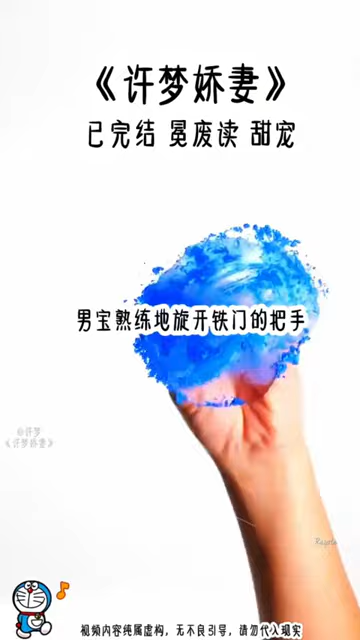 《许梦娇妻》
已完结 冕废读 甜宠
男宝熟练地旋开铁门的把手
@许梦
《许梦娇妻》
视频内容纯属虚构，无不良引导，请勿代入现实